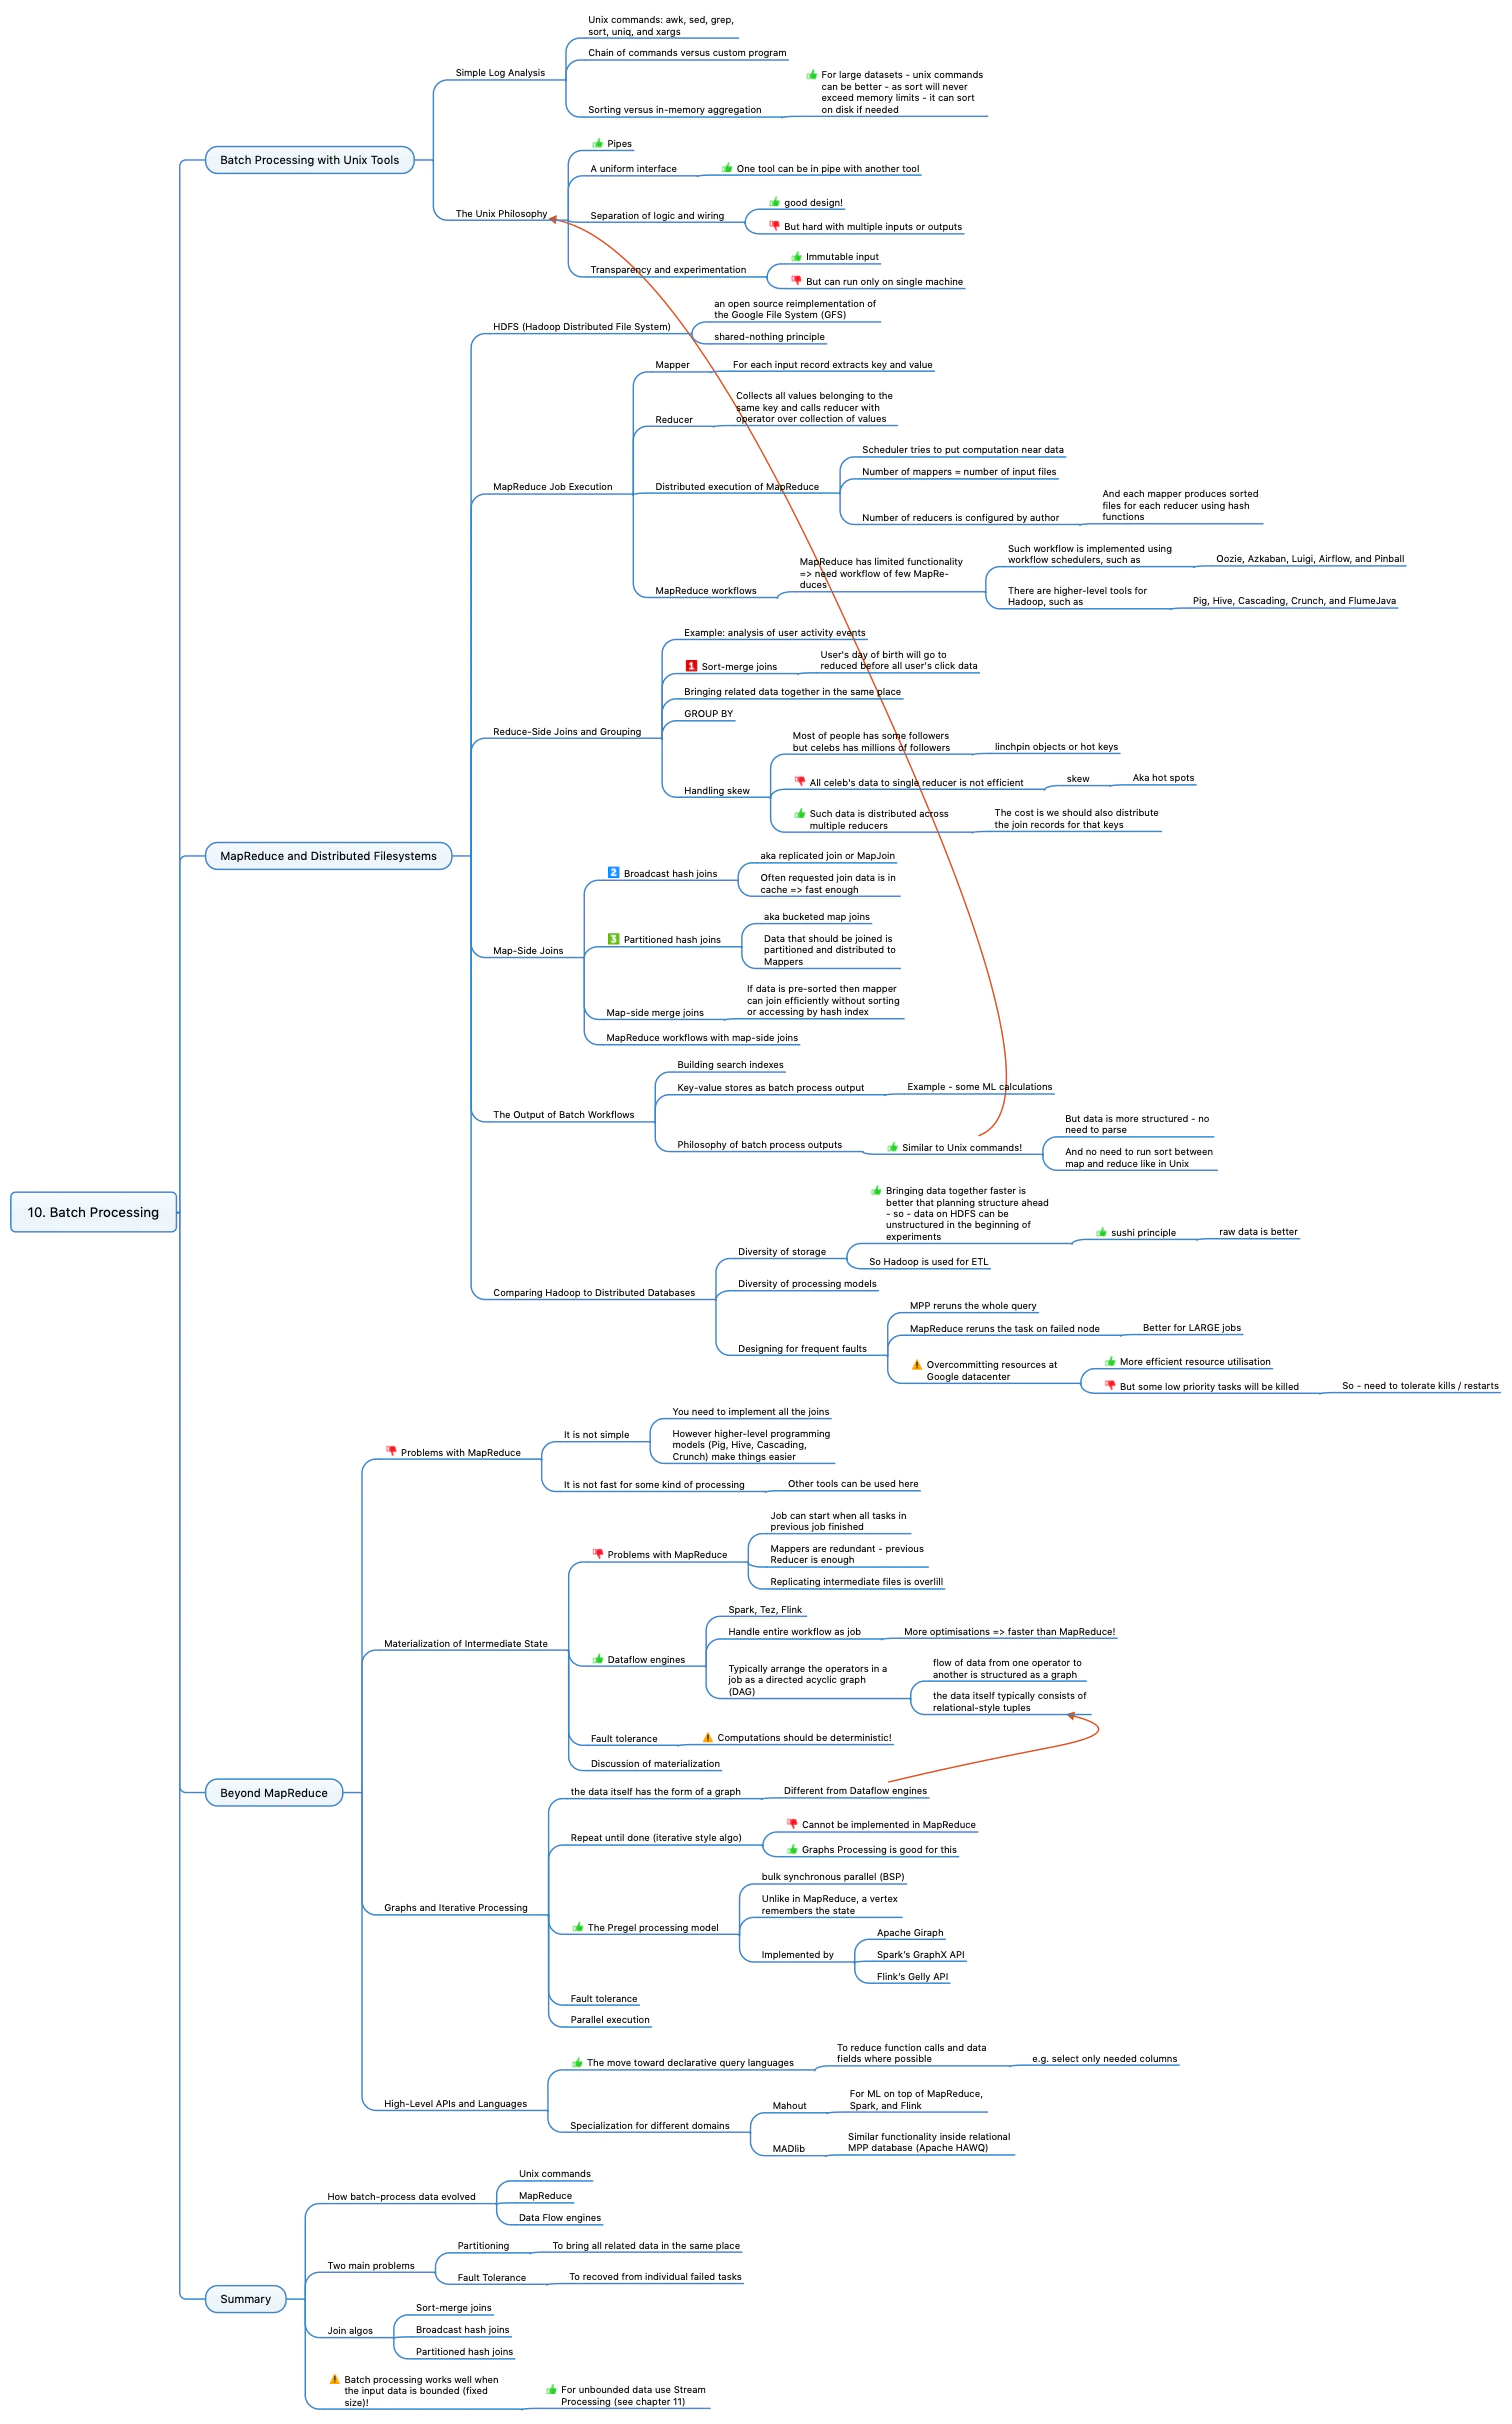 Unix commands: awk, sed, grep,
sort, uniq, and xargs
Chain of commands versus custom program
Simple Log Analysis
For large datasets - unix commands
can be better - as sort will never
exceed memory limits - it can sort
on disk if needed
Sorting versus in-memory aggregation
Pipes
Batch Processing with Unix Tools
A uniform interface
One tool can be in pipe with another tool
The Unix Philosophy
Separation of logic and wiring
good design!
But hard with multiple inputs or outputs
Transparency and experimentation
Immutable input
But can run only on single machine
HDFS (Hadoop Distributed File System)
an open source reimplementation of
the Google File System (GFS)
shared-nothing principle
Mapper
For each input record extracts key and value
Reducer
Collects all values belonging to the
same key and calls reducer with
operator over collection of values
MapReduce Job Execution
Distributed execution of MapReduce
Scheduler tries to put computation near data
Number of mappers = number of input files
Number of reducers is configured by author
And each mapper produces sorted
files for each reducer using hash
functions
MapReduce workflows
MapReduce has limited functionality
=> need workflow of few MapRe-
duces
Such workflow is implemented using
workflow schedulers, such as
Oozie, Azkaban, Luigi, Airflow, and Pinball
There are higher-level tools for
Hadoop, such as
Pig, Hive, Cascading, Crunch, and FlumeJava
Example: analysis of user activity events
1
Sort-merge joins
User's day of birth will go to
reduced before all user's click data
Bringing related data together in the same place
GROUP BY
Reduce-Side Joins and Grouping
Handling skew
Most of people has some followers
but celebs has millions of followers
linchpin objects or hot keys
All celeb's data to single reducer is not efficient
skew
Aka hot spots
Such data is distributed across
multiple reducers
The cost is we should also distribute
the join records for that keys
MapReduce and Distributed Filesystems
2
Broadcast hash joins
aka replicated join or MapJoin
Often requested join data is in
cache => fast enough
Map-Side Joins
3
Partitioned hash joins
aka bucketed map joins
Data that should be joined is
partitioned and distributed to
Mappers
Map-side merge joins
If data is pre-sorted then mapper
can join efficiently without sorting
or accessing by hash index
MapReduce workflows with map-side joins
The Output of Batch Workflows
Building search indexes
Key-value stores as batch process output
Example - some ML calculations
Philosophy of batch process outputs
Similar to Unix commands!
But data is more structured - no
need to parse
And no need to run sort between
map and reduce like in Unix
10. Batch Processing
Comparing Hadoop to Distributed Databases
Diversity of storage
Bringing data together faster is
better that planning structure ahead
- so - data on HDFS can be
unstructured in the beginning of
experiments
sushi principle
raw data is better
So Hadoop is used for ETL
Diversity of processing models
Designing for frequent faults
MPP reruns the whole query
MapReduce reruns the task on failed node
Better for LARGE jobs
Overcommitting resources at
Google datacenter
More efficient resource utilisation
But some low priority tasks will be killed
So - need to tolerate kills / restarts
Problems with MapReduce
It is not simple
You need to implement all the joins
However higher-level programming
models (Pig, Hive, Cascading,
Crunch) make things easier
It is not fast for some kind of processing
Other tools can be used here
Materialization of Intermediate State
Problems with MapReduce
Job can start when all tasks in
previous job finished
Mappers are redundant - previous
Reducer is enough
Replicating intermediate files is overlill
Dataflow engines
Spark, Tez, Flink
Handle entire workflow as job
More optimisations => faster than MapReduce!
Typically arrange the operators in a
job as a directed acyclic graph
(DAG)
flow of data from one operator to
another is structured as a graph
the data itself typically consists of
relational-style tuples
Fault tolerance
Computations should be deterministic!
Discussion of materialization
Beyond MapReduce
the data itself has the form of a graph
Different from Dataflow engines
Repeat until done (iterative style algo)
Cannot be implemented in MapReduce
Graphs Processing is good for this
Graphs and Iterative Processing
The Pregel processing model
bulk synchronous parallel (BSP)
Unlike in MapReduce, a vertex
remembers the state
Implemented by
Apache Giraph
Spark's GraphX API
Flink's Gelly API
Fault tolerance
Parallel execution
High-Level APIs and Languages
The move toward declarative query languages
To reduce function calls and data
fields where possible
e.g. select only needed columns
Specialization for different domains
Mahout
For ML on top of MapReduce,
Spark, and Flink
MADlib
Similar functionality inside relational
MPP database (Apache HAWQ)
How batch-process data evolved
Unix commands
MapReduce
Data Flow engines
Two main problems
Partitioning
To bring all related data in the same place
Fault Tolerance
To recoved from individual failed tasks
Summary
Join algos
Sort-merge joins
Broadcast hash joins
Partitioned hash joins
Batch processing works well when
the input data is bounded (fixed
size)!
For unbounded data use Stream
Processing (see chapter 11)